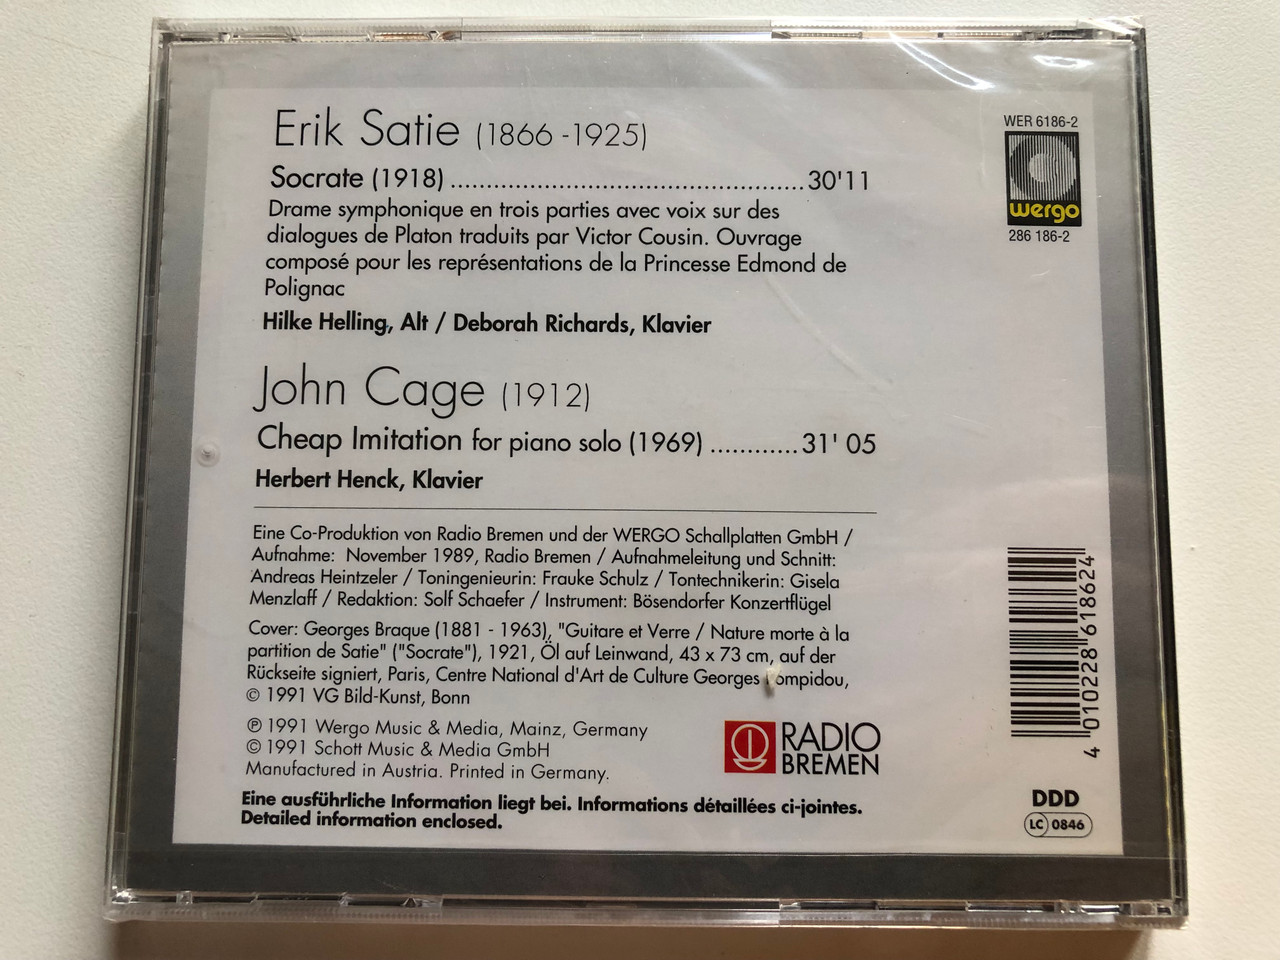 Erik Satie (1866 -1925)
Socrate (1918) ................................................ 30'11
Drame symphonique en trois parties avec voix sur des
dialogues de Platon traduits par Victor Cousin. Ouvrage
composé pour les représentations de la Princesse Edmond de
Polignac
Hilke Helling, Alt / Deborah Richards, Klavier
John Cage (1912)
Cheap Imitation for piano solo (1969) ............ 31' 05
Herbert Henck, Klavier
Eine Co-Produktion von Radio Bremen und der WERGO Schallplatten GmbH /
Aufnahme: November 1989, Radio Bremen / Aufnahmeleitung und Schnitt:
Andreas Heintzeler / Toningenieurin: Frauke Schulz / Tontechnikerin: Gisela
Menzlaff / Redaktion: Solf Schaefer / Instrument: Bösendorfer Konzertflügel
Cover: Georges Braque (1881 - 1963), "Guitare et Verre / Nature morte à la
partition de Satie" ("Socrate"), 1921, Öl auf Leinwand, 43 x 73 cm, auf der
Rückseite signiert, Paris, Centre National d'Art de Culture Georges Pompidou,
© 1991 VG Bild-Kunst, Bonn
℗ 1991 Wergo Music & Media, Mainz, Germany
© 1991 Schott Music & Media GmbH
Manufactured in Austria. Printed in Germany.
RADIO
BREMEN
Eine ausführliche Information liegt bei. Informations détaillées ci-jointes.
Detailed information enclosed.
WER 6186-2
wergo
286 186-2
4 010228 618624
DDD
LC 0846